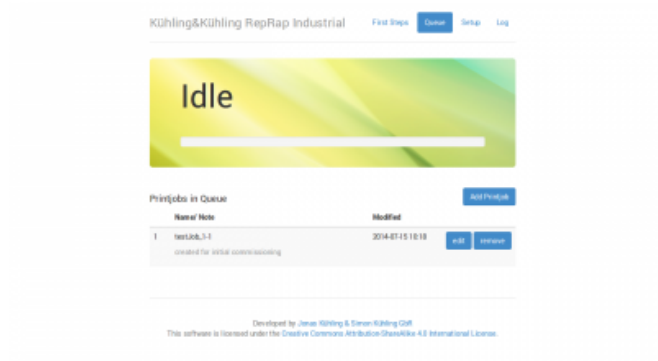 Kühling&Kühling RepRap Industrial First Steps Queue Setup Log
Idle
Printjobs in Queue Add Printjob
Name/ Note Modified
1 testJob_1-1 2014-07-15 10:18 edit remove
created for initial commissioning
Developed by Jonas Kühling & Simon Kühling GbR
This software is licensed under the Creative Commons Attribution-ShareAlike 4.0 International License.